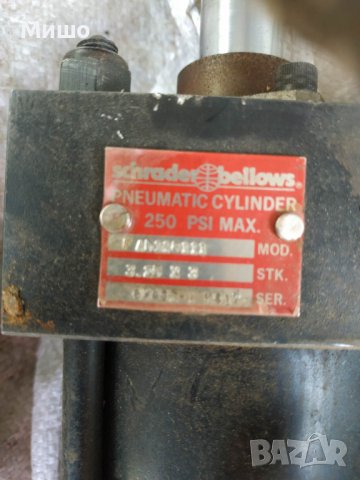 Мишо
schrader bellows®
PNEUMATIC CYLINDER
250 PSI MAX.
MOD.
STK.
SER.
BAZAR